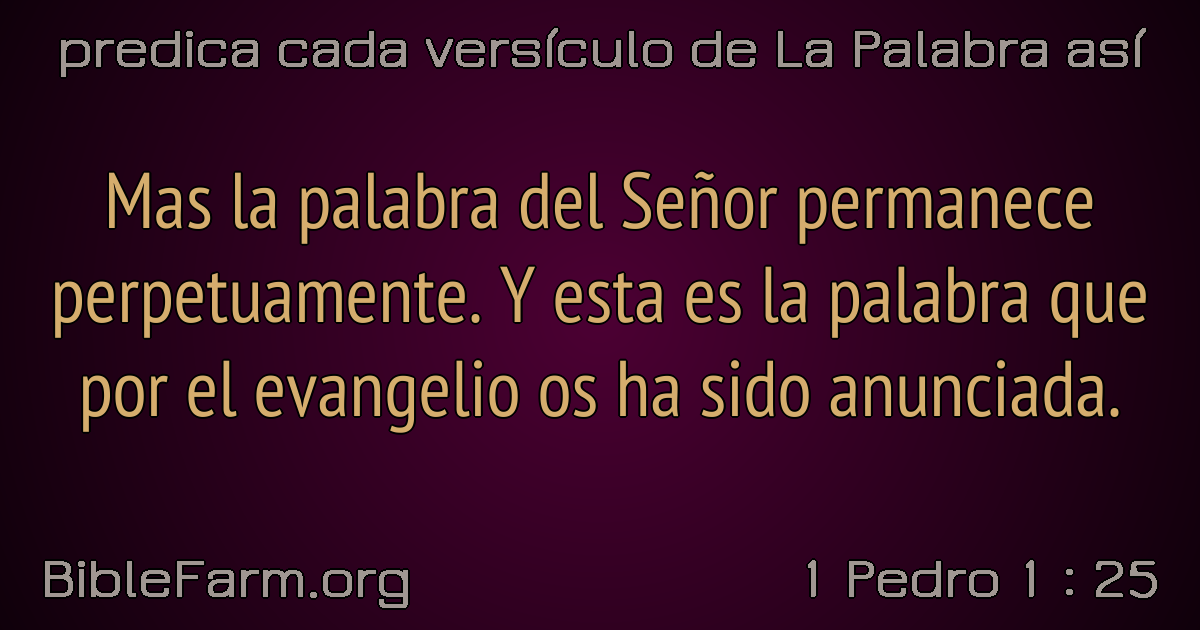 predica cada versículo de La Palabra así
Mas la palabra del Señor permanece
perpetuamente. Y esta es la palabra que
por el evangelio os ha sido anunciada.
BibleFarm.org
1 Pedro 1 : 25